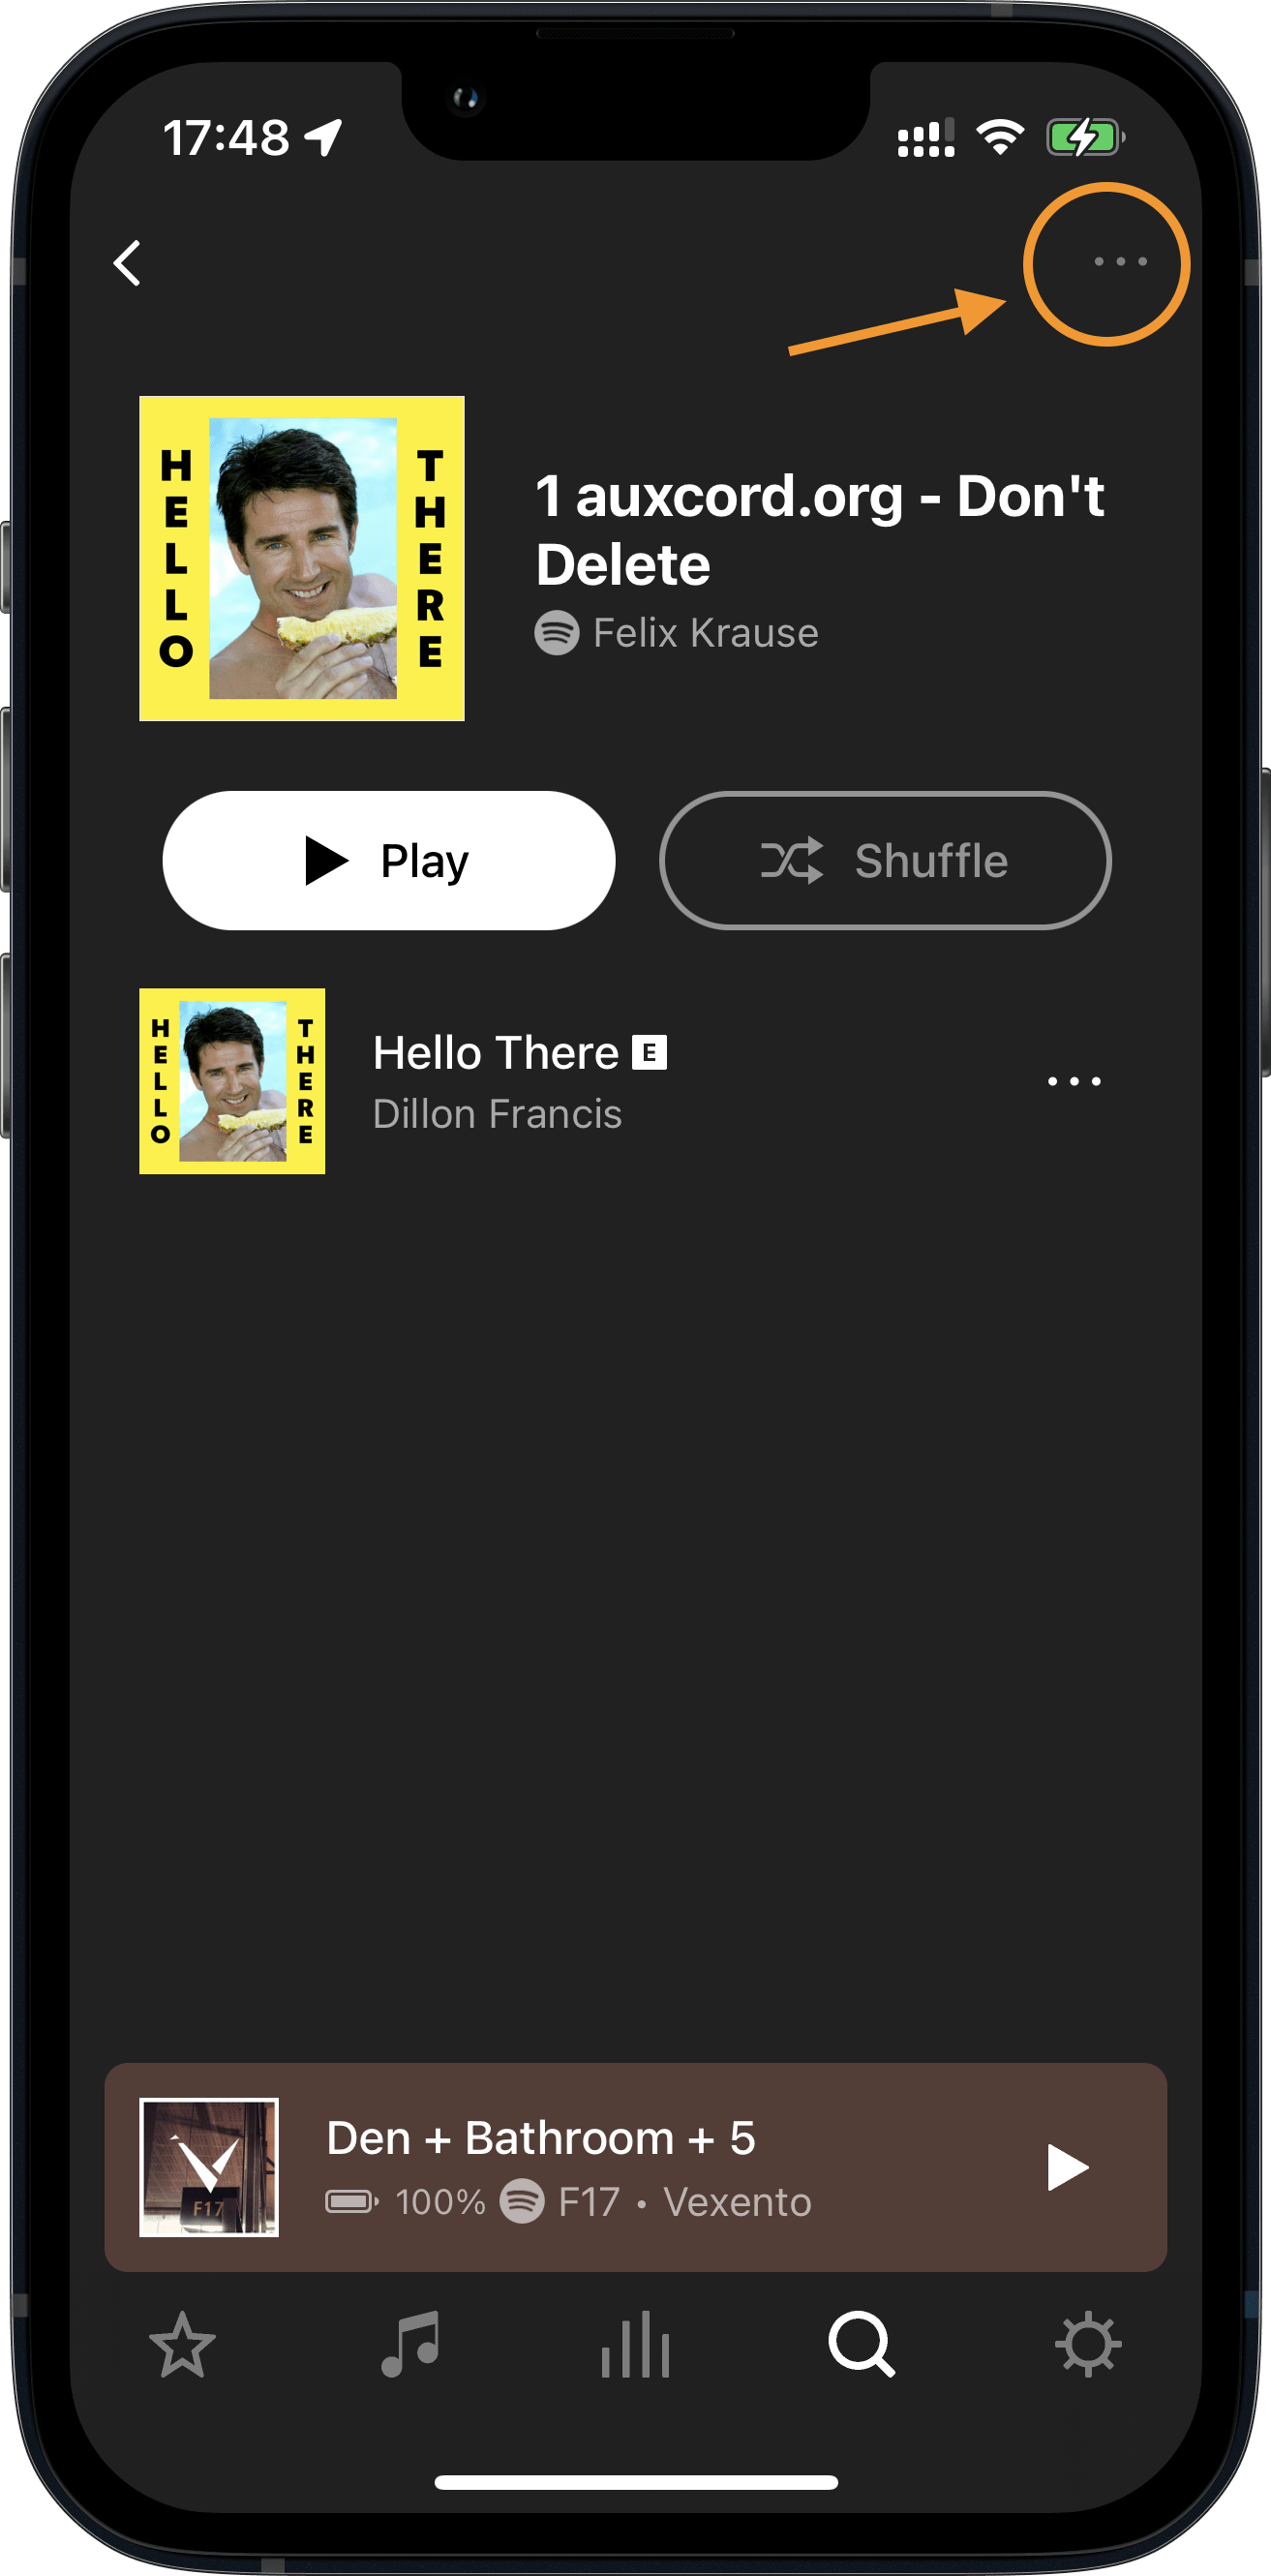 17:48
HELLO
THERE
1 auxcord.org - Don't
Delete
Felix Krause
Play
Shuffle
HELLO
THERE
Hello There E
Dillon Francis
F17
Den + Bathroom + 5
100% F17 • Vexento